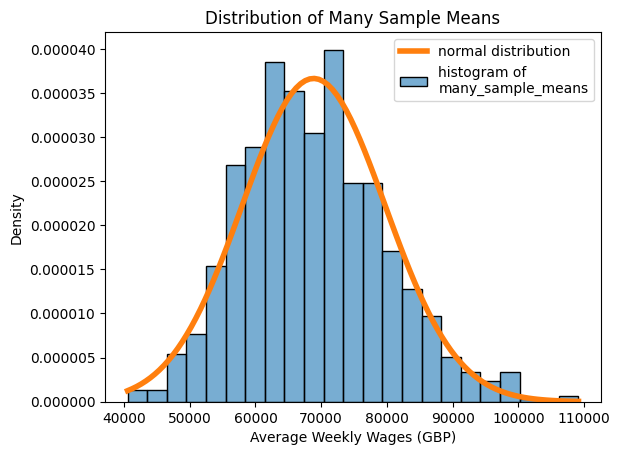 Distribution of Many Sample Means
normal distribution
histogram of
many_sample_means
Density
0.000040
0.000035
0.000030
0.000025
0.000020
0.000015
0.000010
0.000005
0.000000
40000 50000 60000 70000 80000 90000 100000 110000
Average Weekly Wages (GBP)